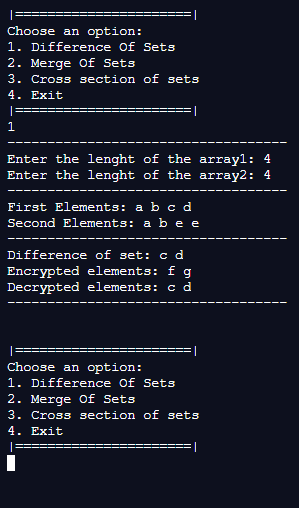 |======================|
Choose an option:
1. Difference Of Sets
2. Merge Of Sets
3. Cross section of sets
4. Exit
|======================|
1
-----------------------------------
Enter the lenght of the array1: 4
Enter the lenght of the array2: 4
-----------------------------------
First Elements: a b c d
Second Elements: a b e e
-----------------------------------
Difference of set: c d
Encrypted elements: f g
Decrypted elements: c d
-----------------------------------
|======================|
Choose an option:
1. Difference Of Sets
2. Merge Of Sets
3. Cross section of sets
4. Exit
|======================|